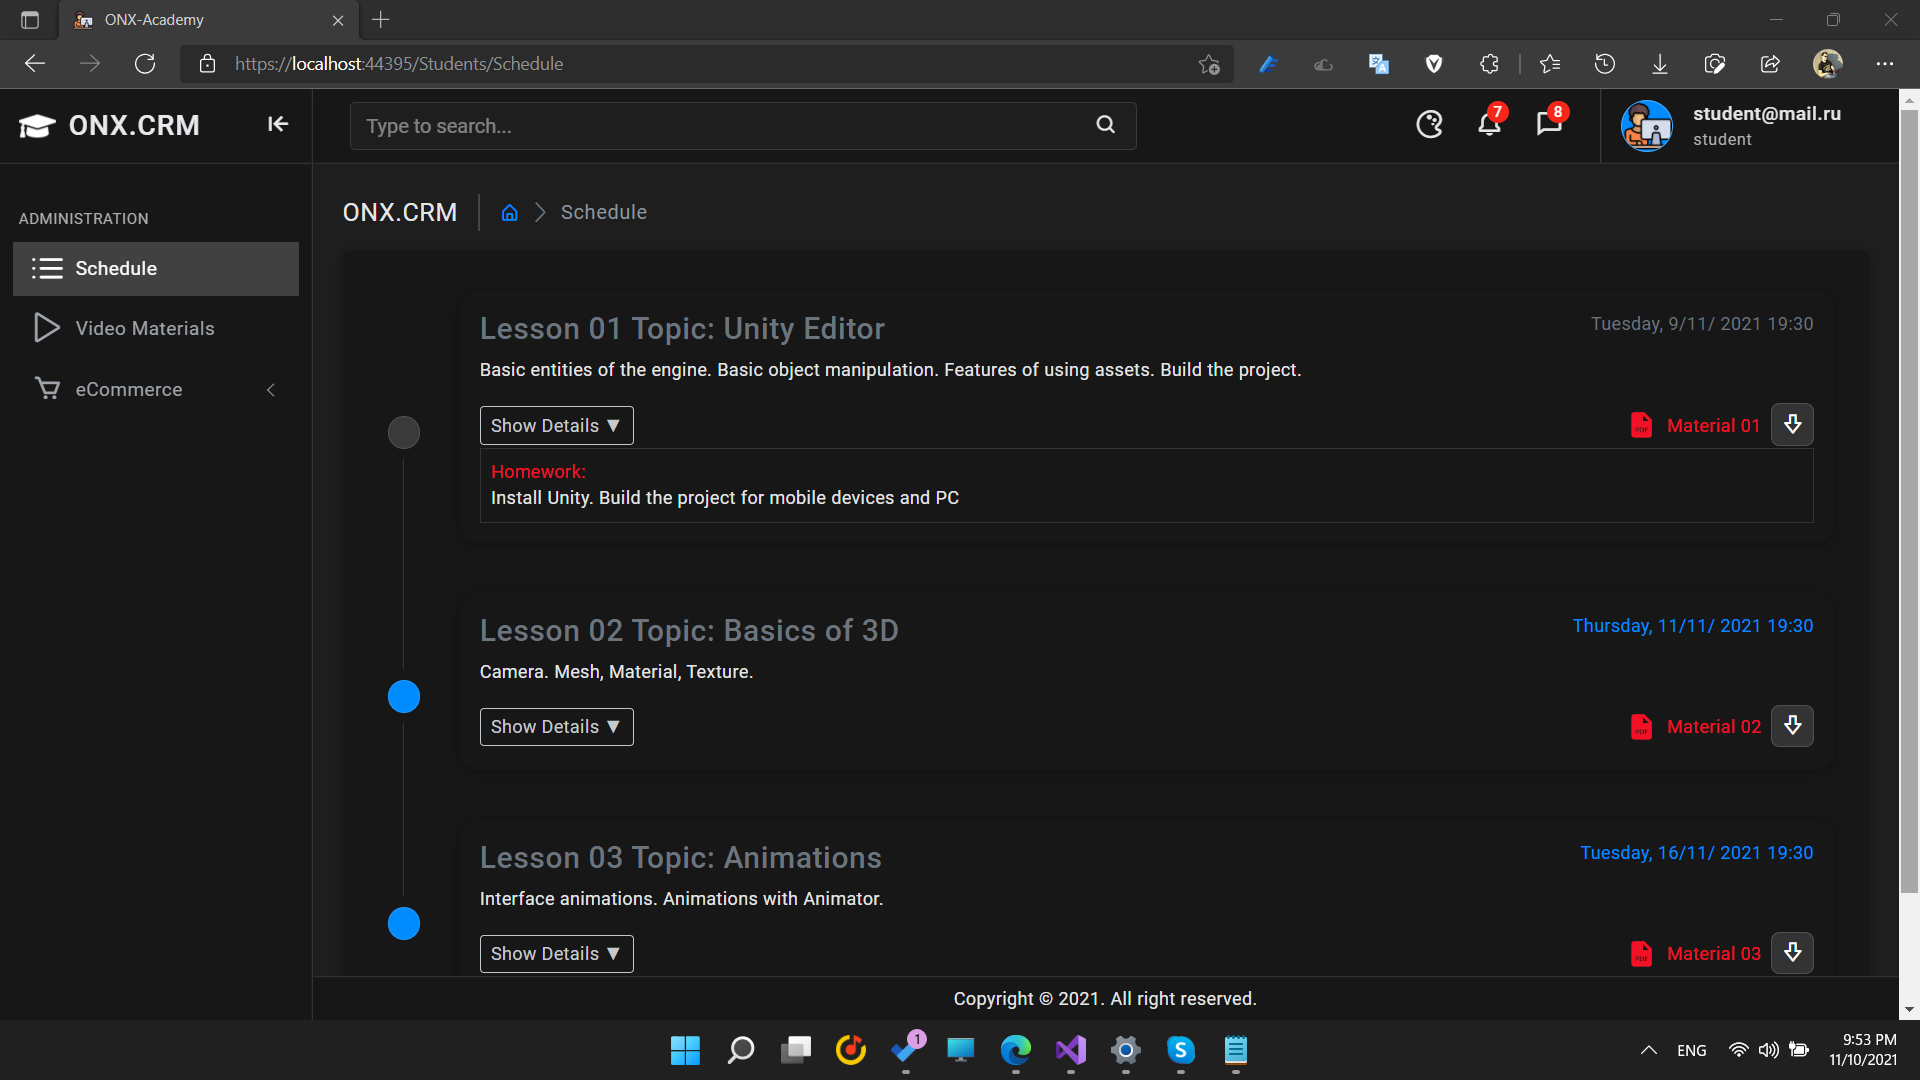 ONX-Academy
https://localhost:44395/Students/Schedule
ONX.CRM
Type to search...
7
8
student@mail.ru
student
ADMINISTRATION
Schedule
Video Materials
eCommerce
ONX.CRM
Schedule
Lesson 01 Topic: Unity Editor
Tuesday, 9/11/ 2021 19:30
Basic entities of the engine. Basic object manipulation. Features of using assets. Build the project.
Show Details ▼
PDF
Material 01
Homework:
Install Unity. Build the project for mobile devices and PC
Lesson 02 Topic: Basics of 3D
Thursday, 11/11/ 2021 19:30
Camera. Mesh, Material, Texture.
Show Details ▼
PDF
Material 02
Lesson 03 Topic: Animations
Tuesday, 16/11/ 2021 19:30
Interface animations. Animations with Animator.
Show Details ▼
PDF
Material 03
Copyright © 2021. All right reserved.
1
ENG
9:53 PM
11/10/2021